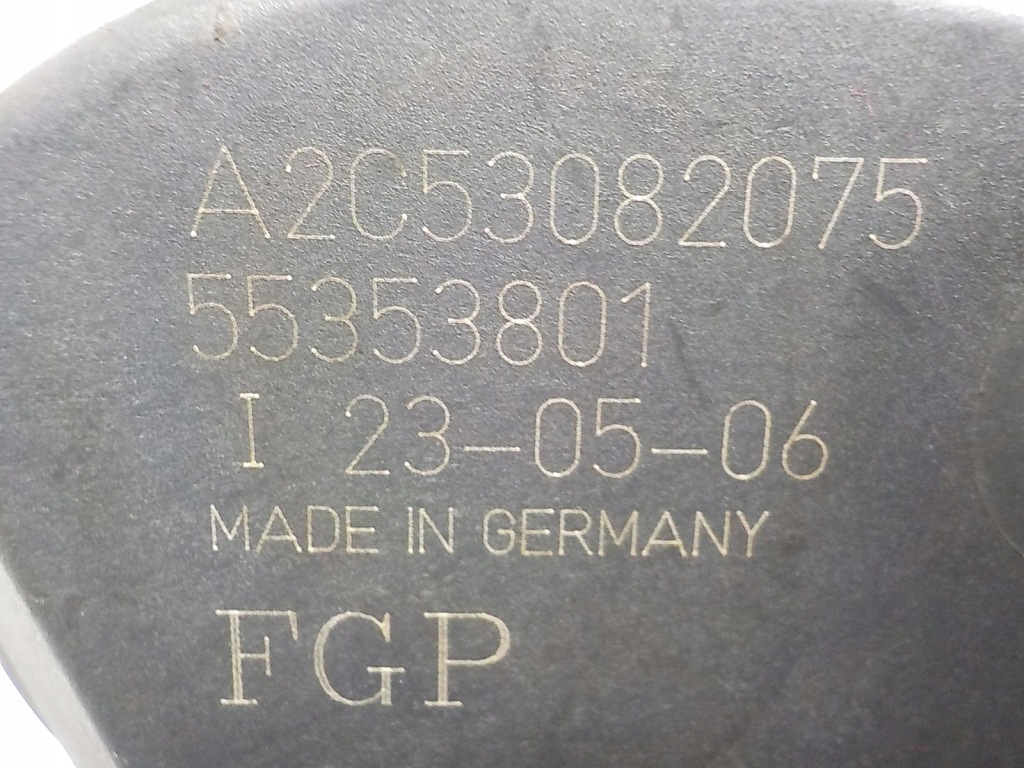 A2C53082075
55353801
I 23-05-06
MADE IN GERMANY
FGP